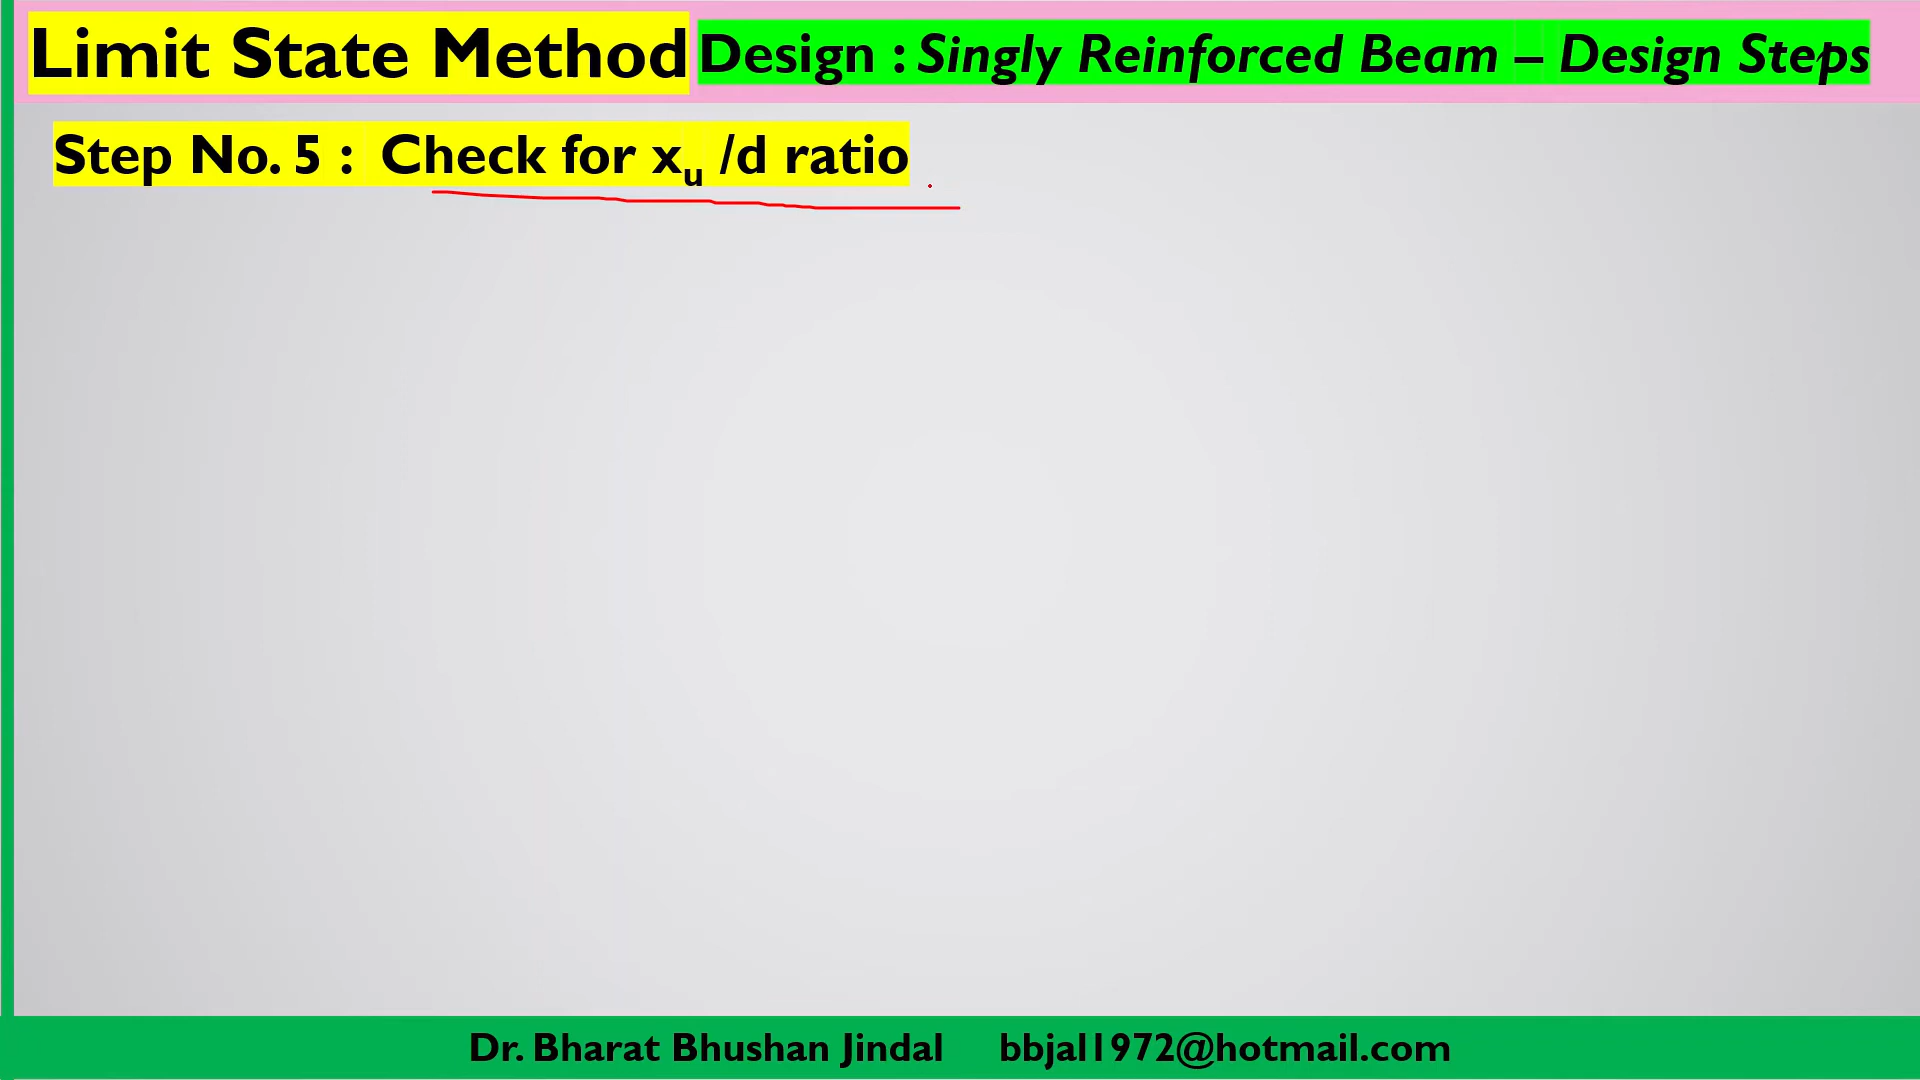 Limit State Method Design : Singly Reinforced Beam – Design Steps
Step No. 5 : Check for xu /d ratio
Dr. Bharat Bhushan Jindal bbjal1972@hotmail.com